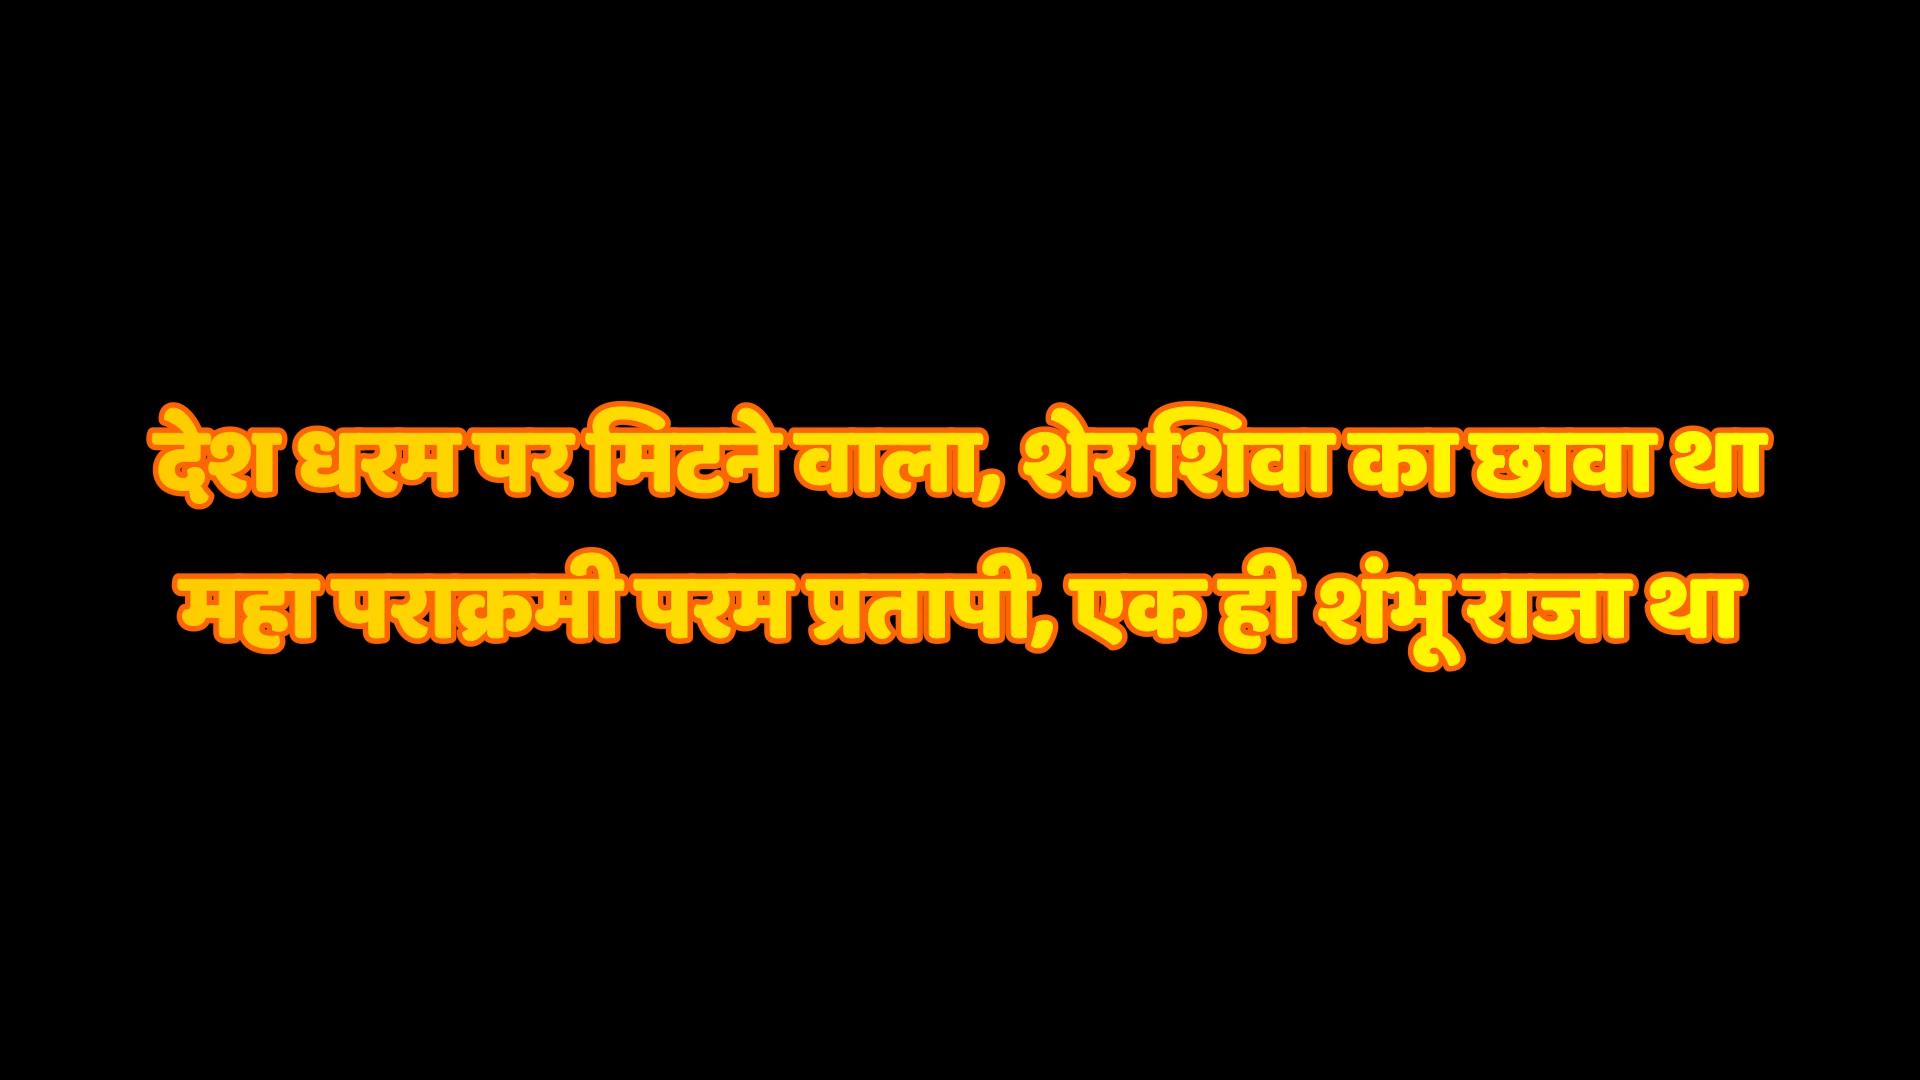 देश धरम पर मिटने वाला, शेर शिवा का छावा था
महा पराक्रमी परम प्रतापी, एक ही शंभू राजा था